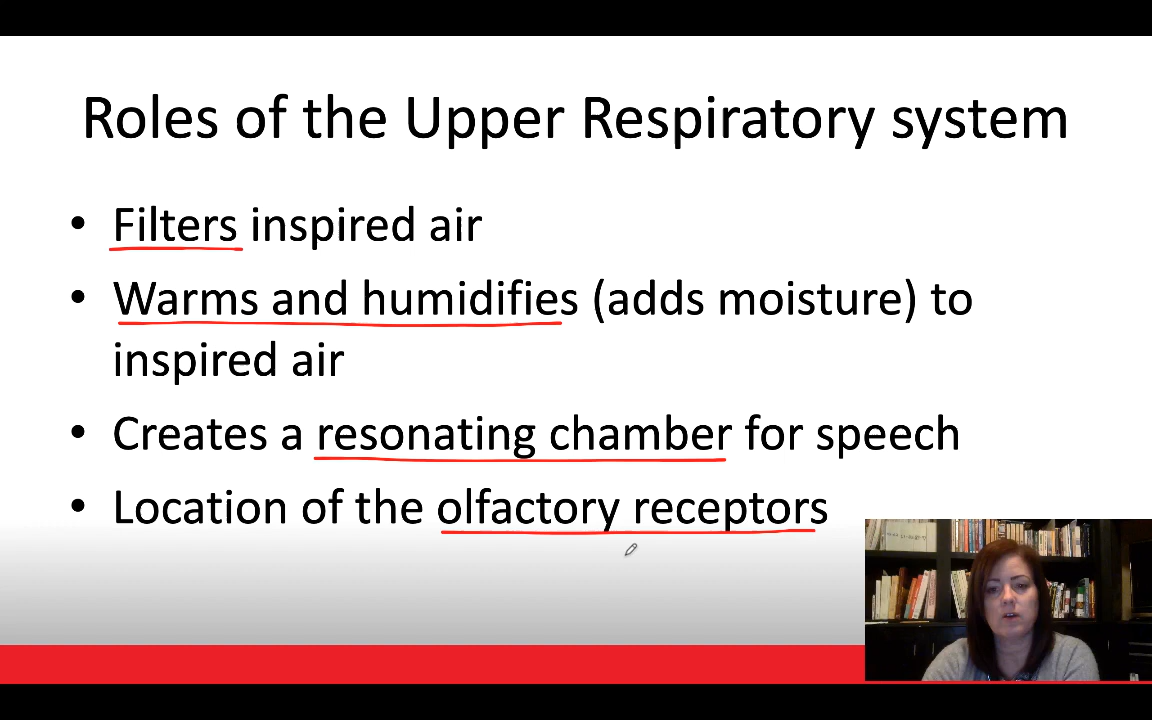 Roles of the Upper Respiratory system
• Filters inspired air
• Warms and humidifies (adds moisture) to
inspired air
• Creates a resonating chamber for speech
• Location of the olfactory receptors